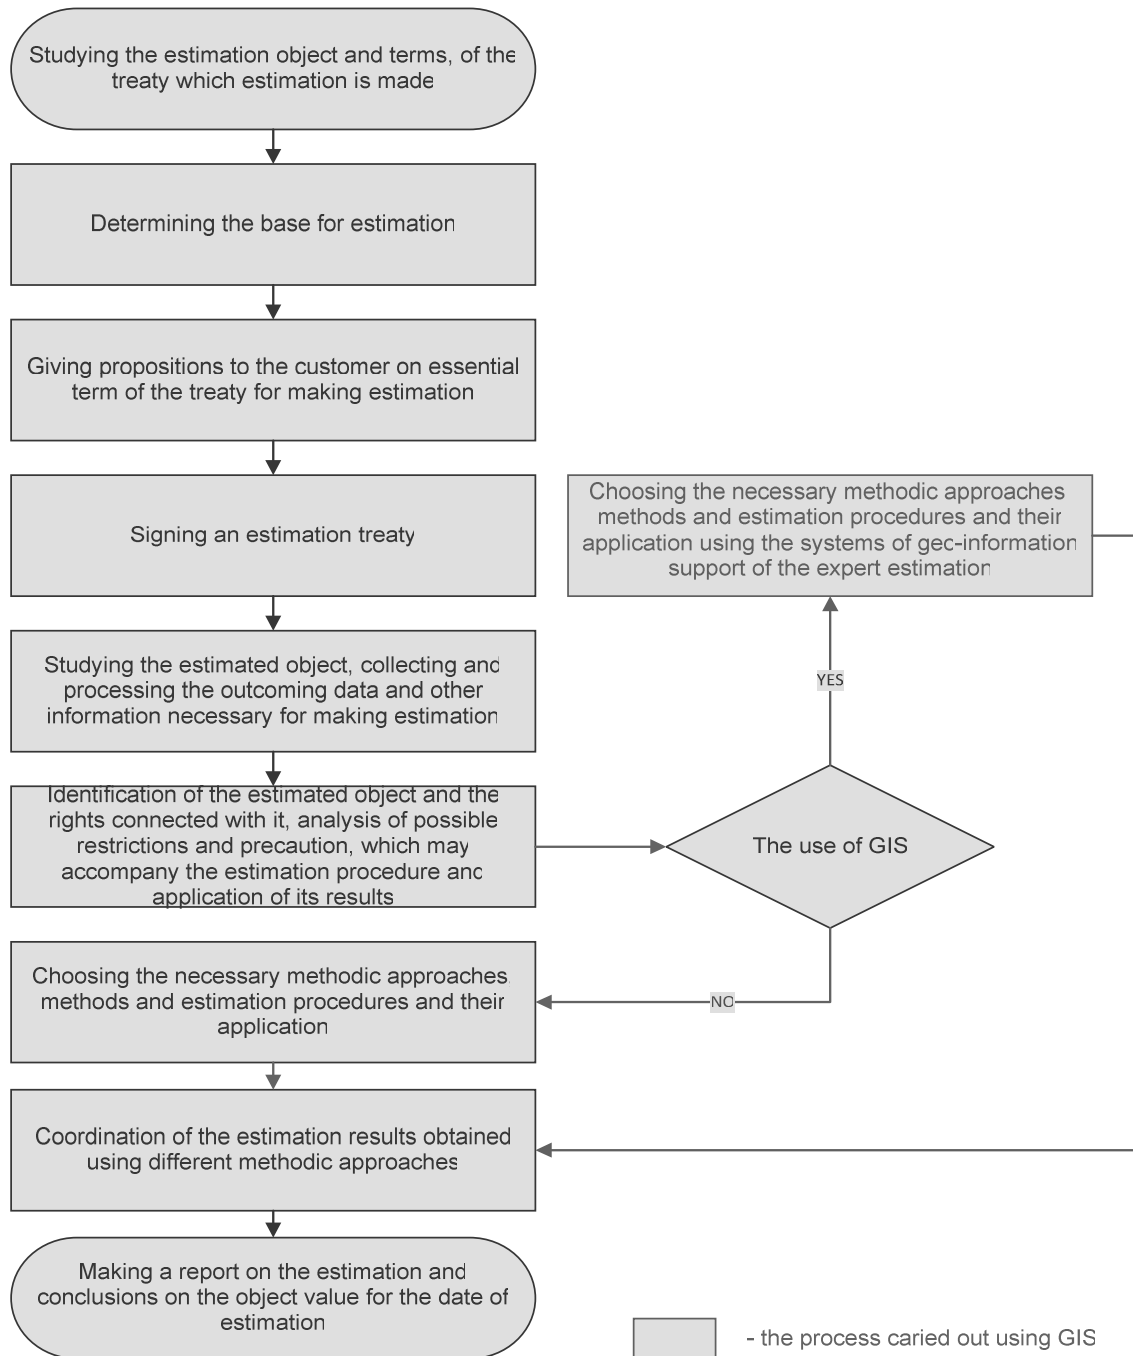 Studying the estimation object and terms, of the
treaty which estimation is made
Determining the base for estimation
Giving propositions to the customer on essential
term of the treaty for making estimation
Signing an estimation treaty
Choosing the necessary methodic approaches
methods and estimation procedures and their
application using the systems of geo-information
support of the expert estimation
Studying the estimated object, collecting and
processing the outcoming data and other
information necessary for making estimation
YES
Identification of the estimated object and the
rights connected with it, analysis of possible
restrictions and precaution, which may
accompany the estimation procedure and
application of its results
The use of GIS
Choosing the necessary methodic approaches,
methods and estimation procedures and their
application
NO
Coordination of the estimation results obtained
using different methodic approaches
Making a report on the estimation and
conclusions on the object value for the date of
estimation
- the process caried out using GIS